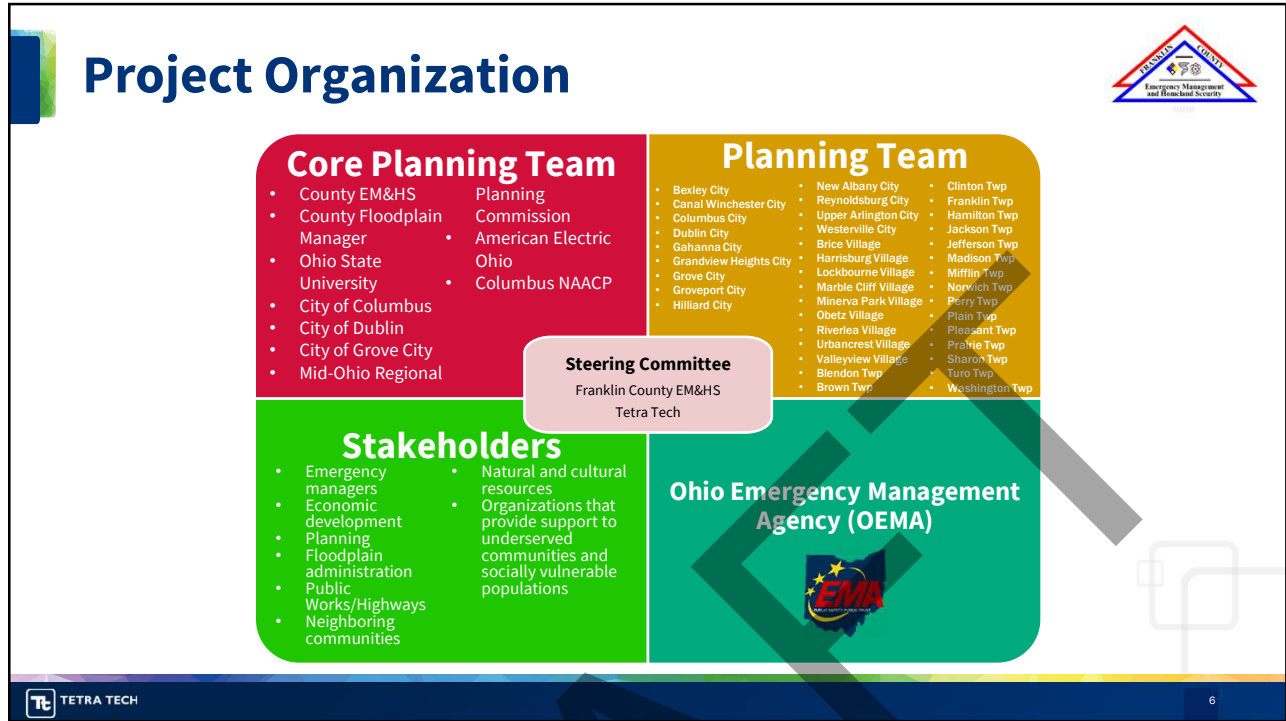 Project Organization
FRANKLIN COUNTY
Emergency Management
and Homeland Security
Core Planning Team
• County EM&HS
• County Floodplain
Manager
• Ohio State
University
• City of Columbus
• City of Dublin
• City of Grove City
• Mid-Ohio Regional
Planning
Commission
• American Electric
Ohio
• Columbus NAACP
Planning Team
• Bexley City
• Canal Winchester City
• Columbus City
• Dublin City
• Gahanna City
• Grandview Heights City
• Grove City
• Groveport City
• Hilliard City
• New Albany City
• Reynoldsburg City
• Upper Arlington City
• Westerville City
• Brice Village
• Harrisburg Village
• Lockbourne Village
• Marble Cliff Village
• Minerva Park Village
• Obetz Village
• Riverlea Village
• Urbancrest Village
• Valleyview Village
• Blendon Twp
• Brown Twp
• Clinton Twp
• Franklin Twp
• Hamilton Twp
• Jackson Twp
• Jefferson Twp
• Madison Twp
• Mifflin Twp
• Norwich Twp
• Perry Twp
• Plain Twp
• Pleasant Twp
• Prairie Twp
• Sharon Twp
• Turo Twp
• Washington Twp
Steering Committee
Franklin County EM&HS
Tetra Tech
Stakeholders
• Emergency
managers
• Economic
development
• Planning
• Floodplain
administration
• Public
Works/Highways
• Neighboring
communities
• Natural and cultural
resources
• Organizations that
provide support to
underserved
communities and
socially vulnerable
populations
Ohio Emergency Management
Agency (OEMA)
EMA
Tt TETRA TECH
6